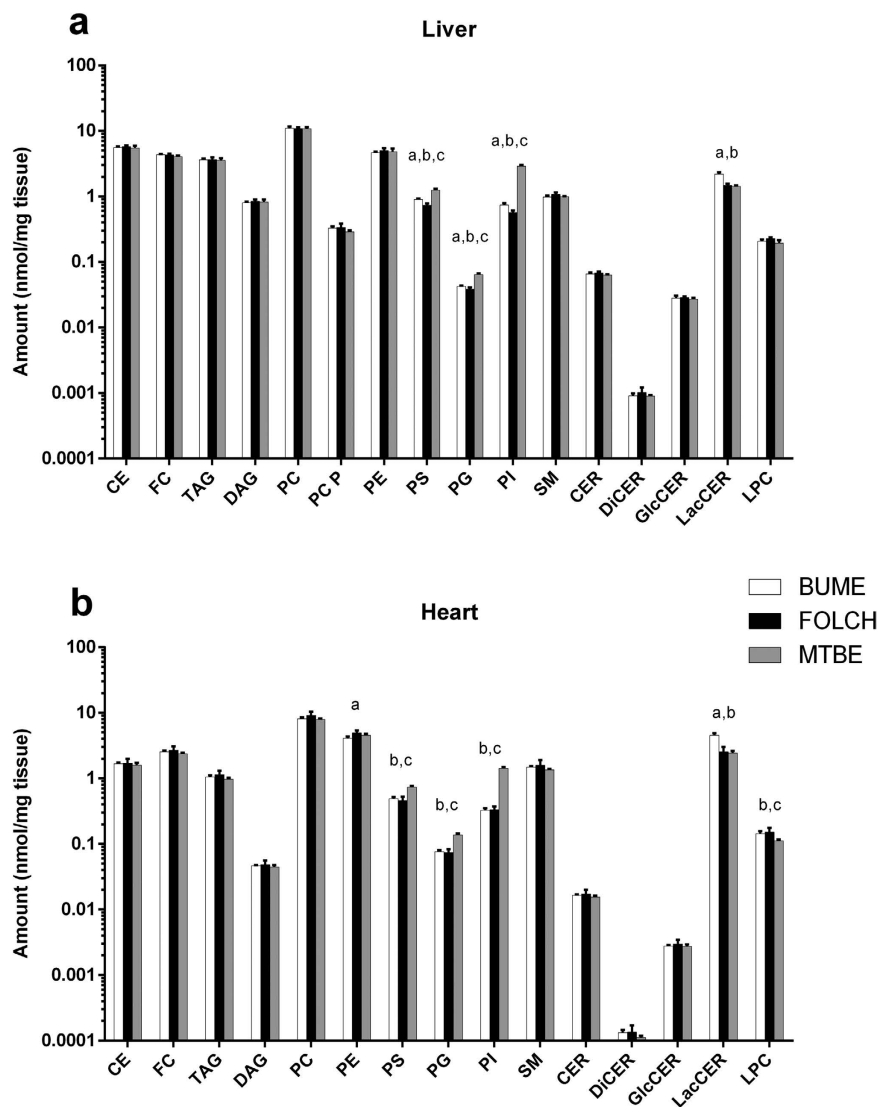 a
Liver
Amount (nmol/mg tissue)
100
10
1
0.1
0.01
0.001
0.0001
a,b,c
a,b,c
a,b,c
a,b
CE FC TAG DAG PC PC P PE PS PG PI SM CER DiCER GlcCER LacCER LPC
b
Heart
BUME
FOLCH
MTBE
Amount (nmol/mg tissue)
100
10
1
0.1
0.01
0.001
0.0001
a
b,c
b,c
b,c
a,b
b,c
CE FC TAG DAG PC PE PS PG PI SM CER DiCER GlcCER LacCER LPC